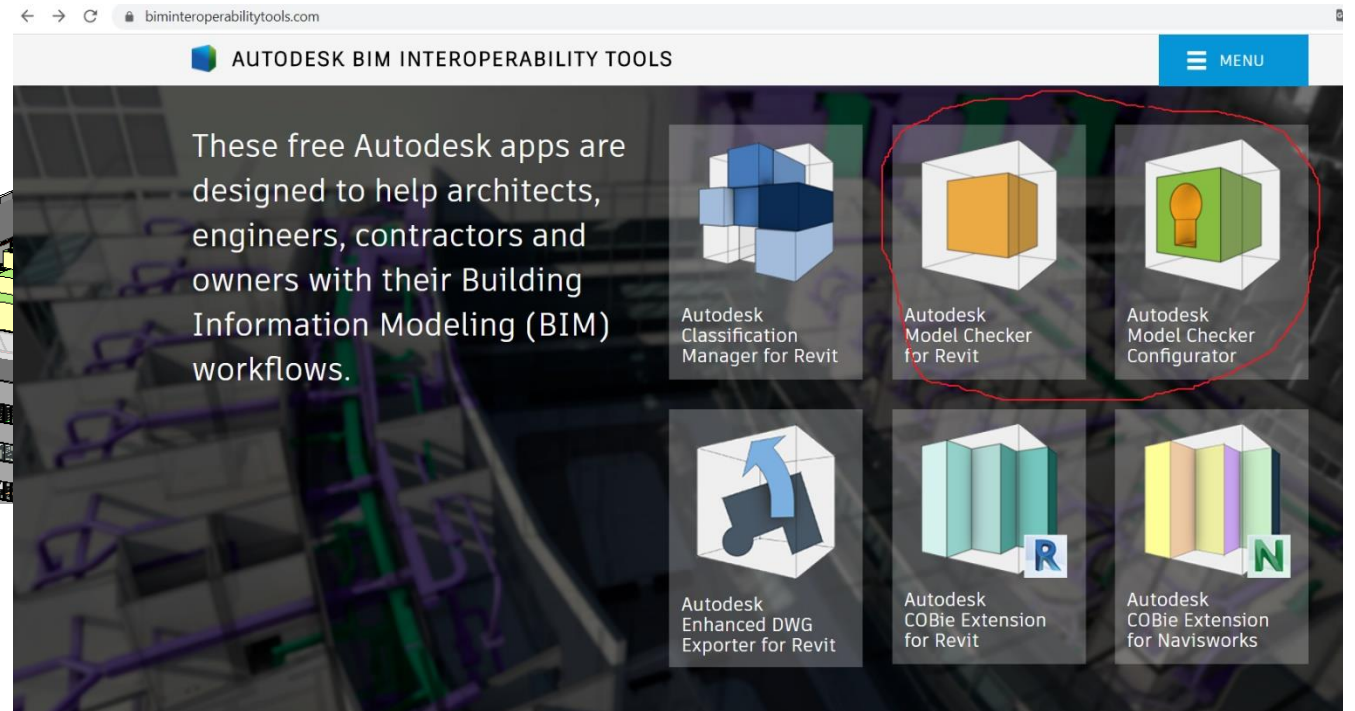 biminteroperabilitytools.com
AUTODESK BIM INTEROPERABILITY TOOLS
MENU
These free Autodesk apps are
designed to help architects,
engineers, contractors and
owners with their Building
Information Modeling (BIM)
workflows.
Autodesk
Classification
Manager for Revit
Autodesk
Model Checker
for Revit
Autodesk
Model Checker
Configurator
Autodesk
Enhanced DWG
Exporter for Revit
R
Autodesk
COBie Extension
for Revit
N
Autodesk
COBie Extension
for Navisworks